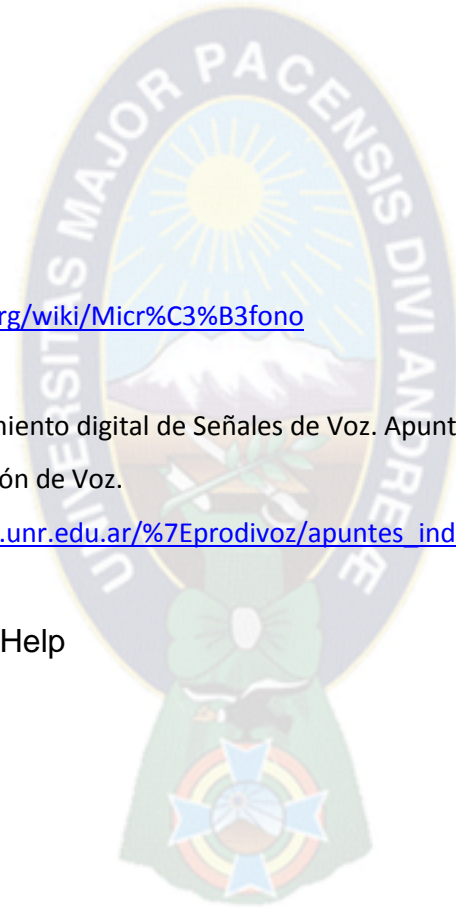 UNIVERSITAS MAJOR PACENSIS DIVI ANDREÆ
rg/wiki/Micr%C3%B3fono
miento digital de Señales de Voz. Apunt
ón de Voz.
.unr.edu.ar/%7Eprodivoz/apuntes_ind
Help